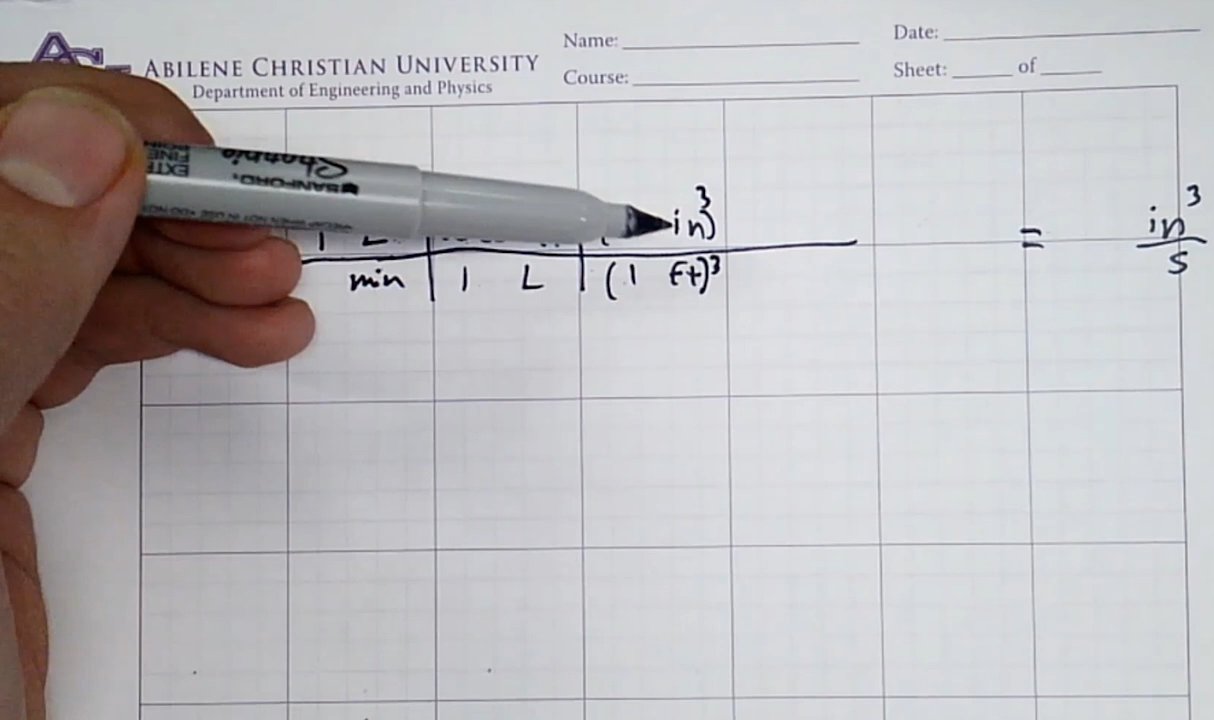 ABILENE CHRISTIAN UNIVERSITY
Department of Engineering and Physics
Name:
Course:
Date:
Sheet: of
Sharpie
SANFORD
EXT
FINE
in)³ = in³
min 1 L (1 ft)³ s